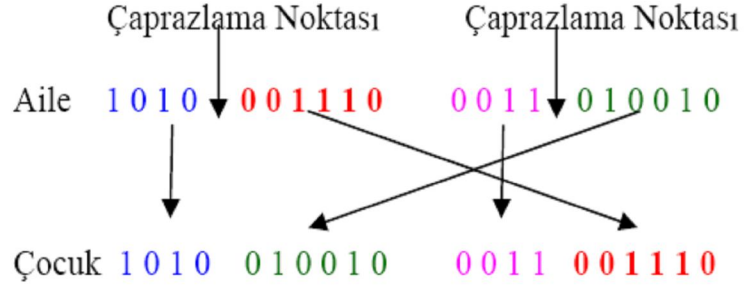 Çaprazlama Noktası Çaprazlama Noktası
Aile 1 0 1 0 0 0 1 1 1 0 0 0 1 1 0 1 0 0 1 0
Çocuk 1 0 1 0 0 1 0 0 1 0 0 0 1 1 0 0 1 1 1 0